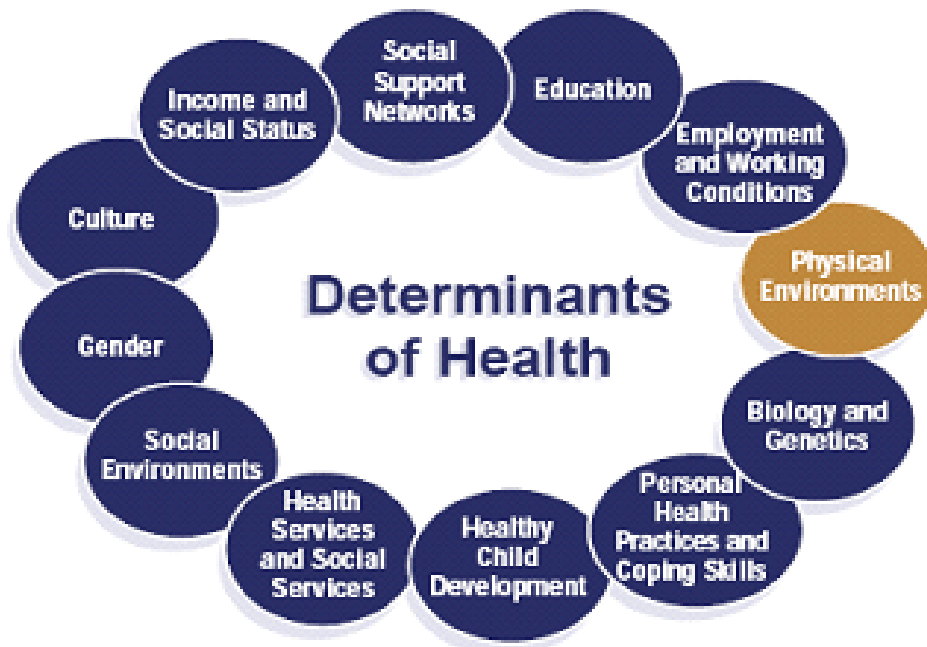 Social
Support
Networks
Education
Employment
and Working
Conditions
Physical
Environments
Biology and
Genetics
Personal
Health
Practices and
Coping Skills
Healthy
Child
Development
Health
Services
and Social
Services
Social
Environments
Gender
Culture
Income and
Social Status
Determinants
of Health